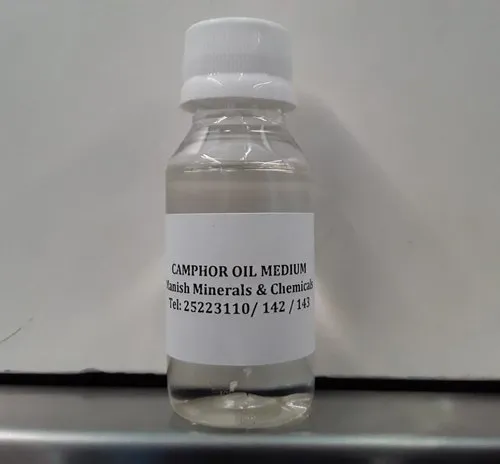 CAMPHOR OIL MEDIUM
Manish Minerals & Chemicals
Tel: 25223110/ 142 / 143